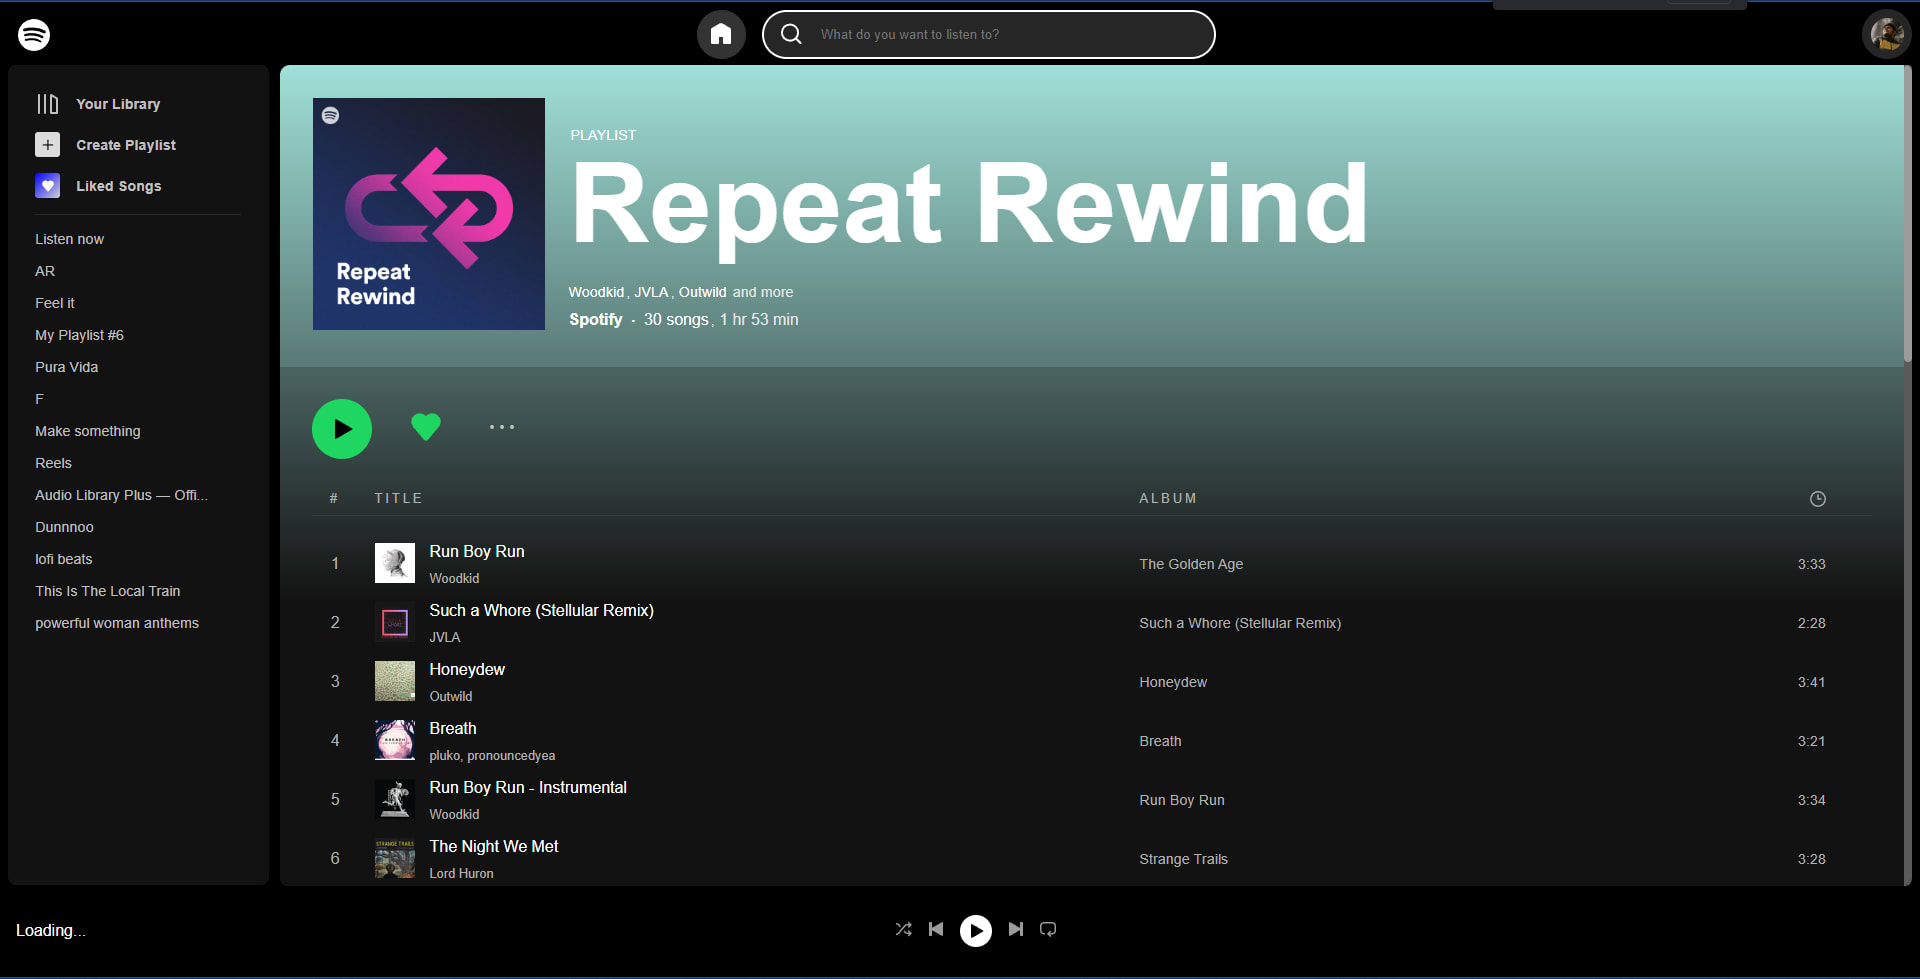 What do you want to listen to?
Your Library
Create Playlist
Liked Songs
Listen now
AR
Feel it
My Playlist #6
Pura Vida
F
Make something
Reels
Audio Library Plus — Offi...
Dunnnoo
lofi beats
This Is The Local Train
powerful woman anthems
Repeat
Rewind
PLAYLIST
Repeat Rewind
Woodkid, JVLA, Outwild and more
Spotify · 30 songs, 1 hr 53 min
# TITLE ALBUM
1 Run Boy Run The Golden Age 3:33
Woodkid
2 Such a Whore (Stellular Remix) Such a Whore (Stellular Remix) 2:28
JVLA
3 Honeydew Honeydew 3:41
Outwild
4 Breath Breath 3:21
pluko, pronouncedyea
5 Run Boy Run - Instrumental Run Boy Run 3:34
Woodkid
STRANGE TRAILS
6 The Night We Met Strange Trails 3:28
Lord Huron
Loading...